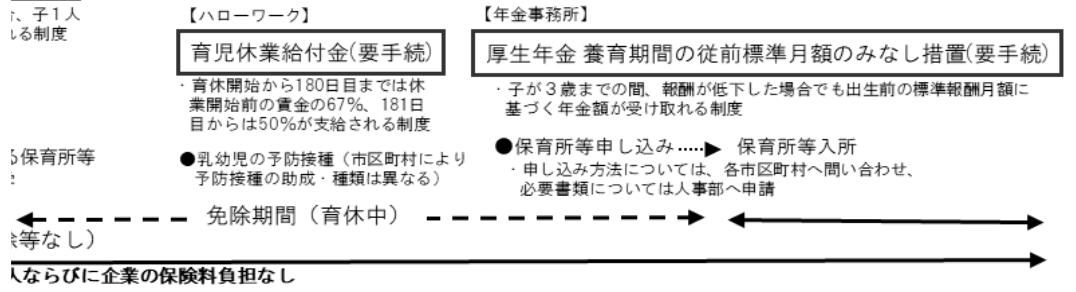 、子１人
れる制度
【ハローワーク】
育児休業給付金(要手続)
・育休開始から180日目までは休
業開始前の賃金の67%、181日
目からは50%が支給される制度
●乳幼児の予防接種（市区町村により
予防接種の助成・種類は異なる）
【年金事務所】
厚生年金 養育期間の従前標準月額のみなし措置(要手続)
・子が３歳までの間、報酬が低下した場合でも出生前の標準報酬月額に
基づく年金額が受け取れる制度
●保育所等申し込み 保育所等入所
・申し込み方法については、各市区町村へ問い合わせ、
必要書類については人事部へ申請
る保育所等
免除期間（育休中）
等なし）
人ならびに企業の保険料負担なし